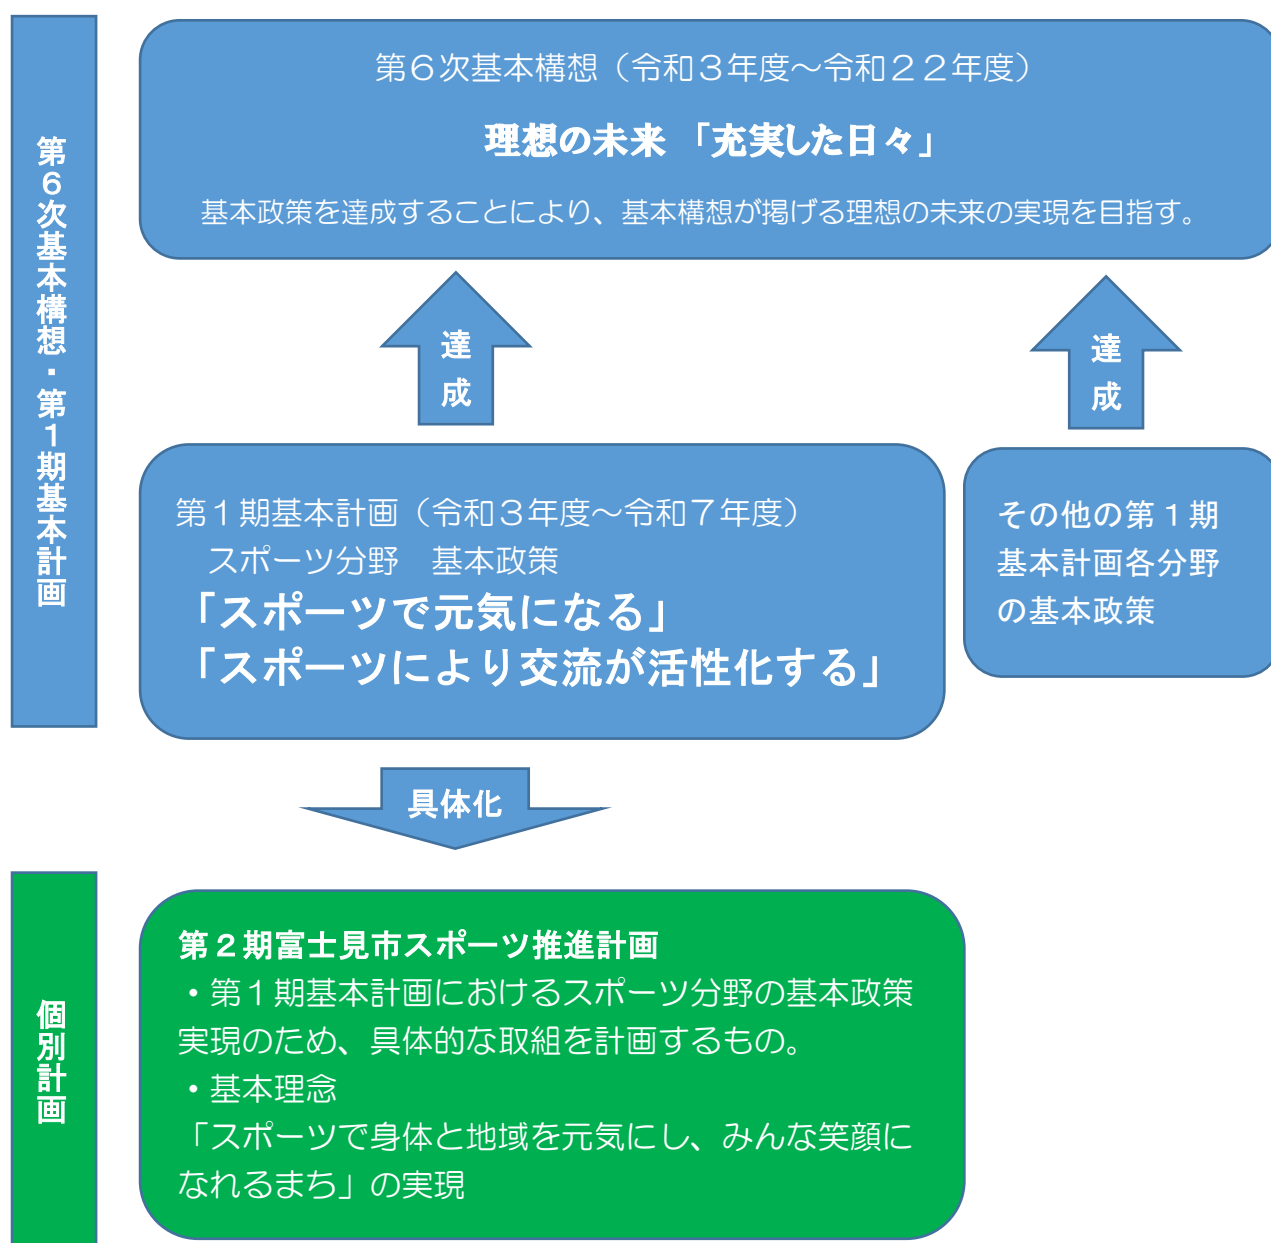 第６次基本構想・第１期基本計画
第６次基本構想（令和３年度～令和２２年度）
理想の未来 「充実した日々」
基本政策を達成することにより、基本構想が掲げる理想の未来の実現を目指す。
達成
達成
第１期基本計画（令和３年度～令和７年度）
スポーツ分野　基本政策
「スポーツで元気になる」
「スポーツにより交流が活性化する」
その他の第１期
基本計画各分野
の基本政策
具体化
個別計画
第２期富士見市スポーツ推進計画
・第１期基本計画におけるスポーツ分野の基本政策
実現のため、具体的な取組を計画するもの。
・基本理念
「スポーツで身体と地域を元気にし、みんな笑顔に
なれるまち」の実現